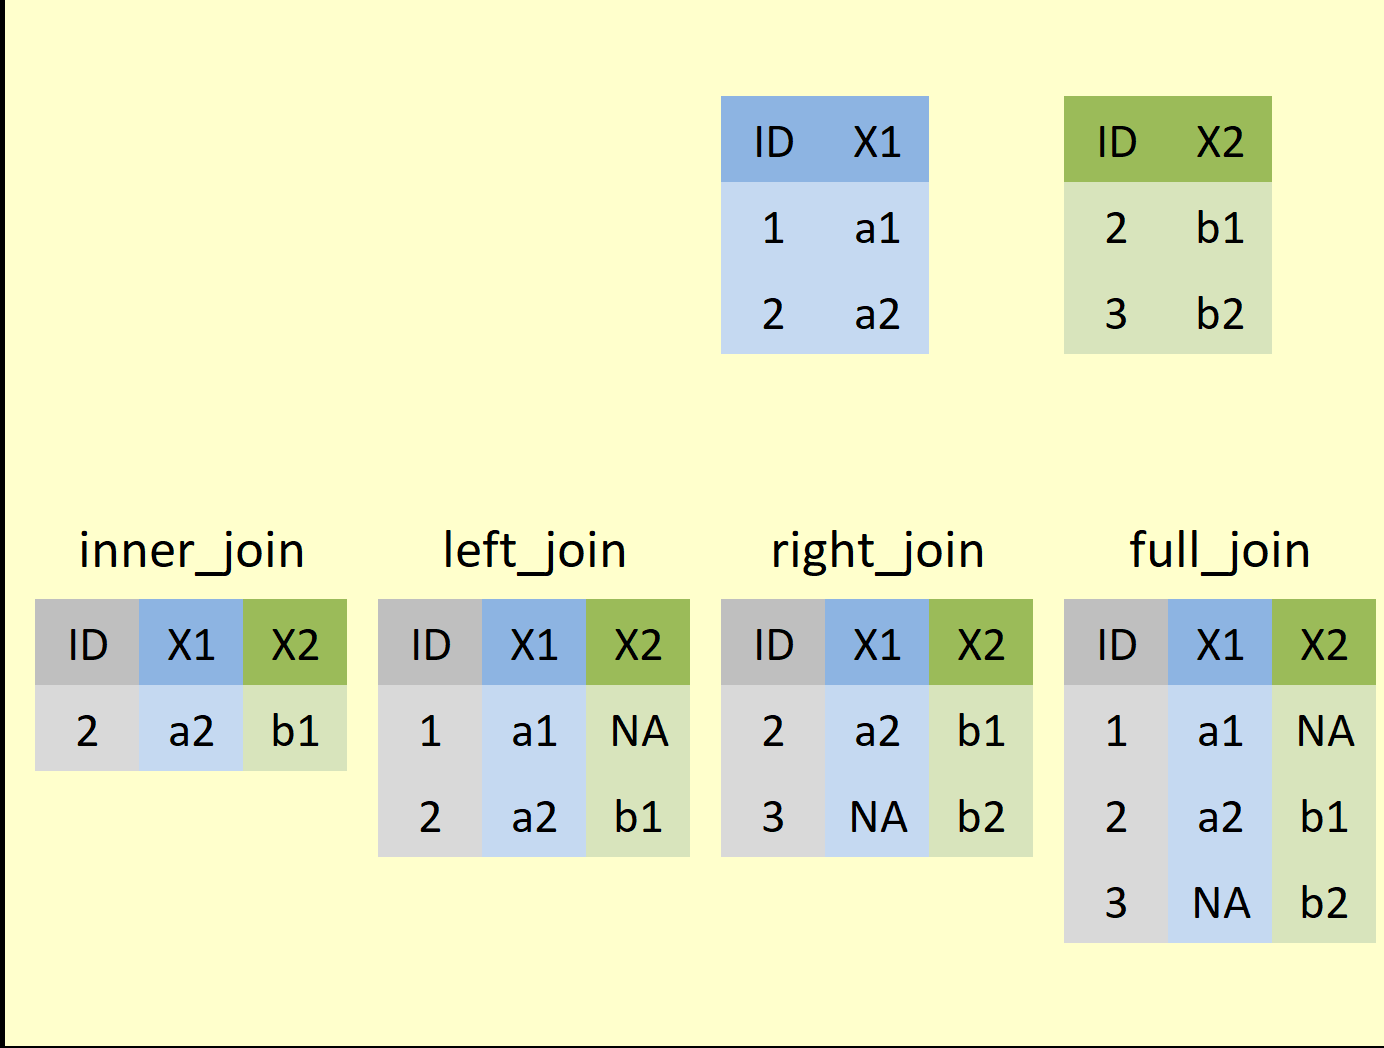 ID X1 ID X2
1 a1 2 b1
2 a2 3 b2
inner_join left_join right_join full_join
ID X1 X2 ID X1 X2 ID X1 X2 ID X1 X2
2 a2 b1 1 a1 NA 2 a2 b1 1 a1 NA
2 a2 b1 3 NA b2 2 a2 b1
3 NA b2